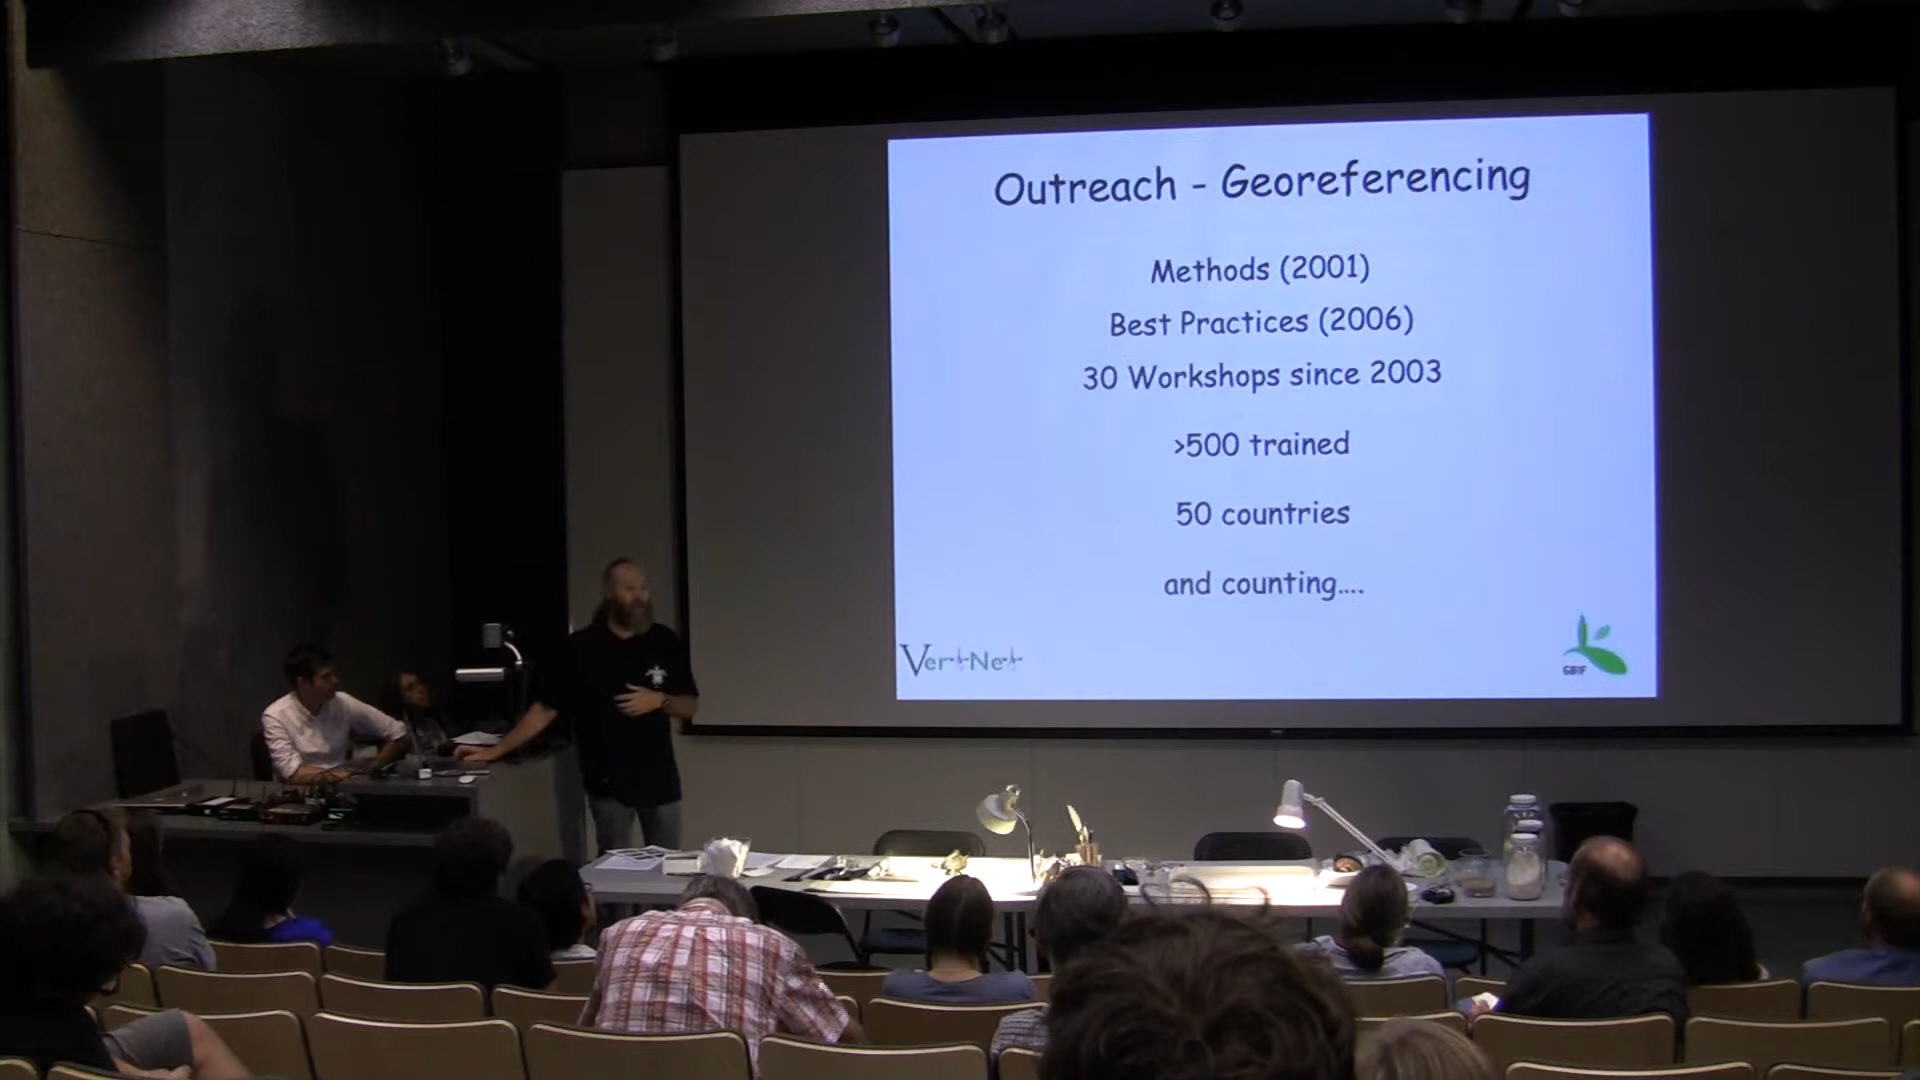 Outreach - Georeferencing
Methods (2001)
Best Practices (2006)
30 Workshops since 2003
>500 trained
50 countries
and counting....
VertNet
GBIF